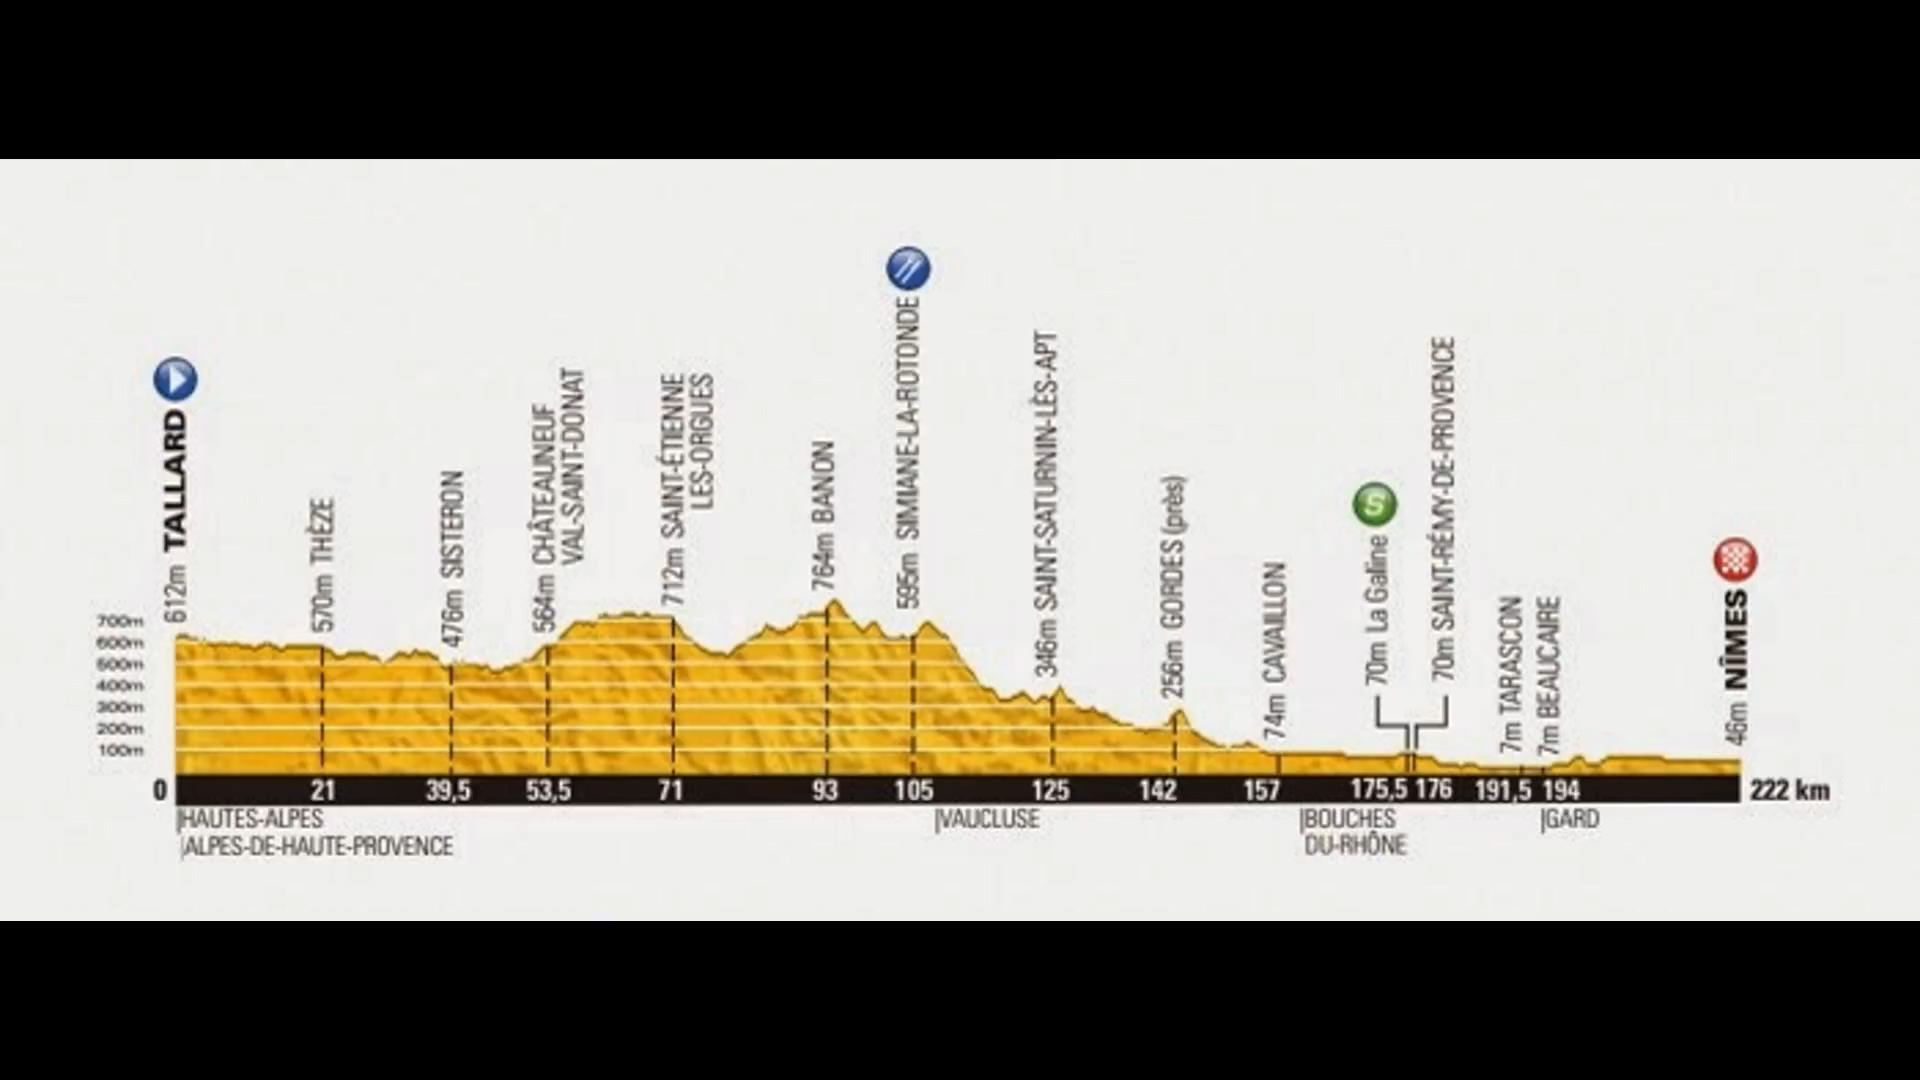 612m TALLARD
570m THÈZE
476m SISTERON
564m CHÂTEAUNEUF
VAL-SAINT-DONAT
712m SAINT-ÉTIENNE
LES-ORGUES
764m BANON
595m SIMIANE-LA-ROTONDE
346m SAINT-SATURNIN-LÈS-APT
256m GORDES (près)
74m CAVAILLON
S
70m La Galine
70m SAINT-RÉMY-DE-PROVENCE
7m TARASCON
7m BEAUCAIRE
46m NÎMES
700m
600m
500m
400m
300m
200m
100m
0 21 39,5 53,5 71 93 105 125 142 157 175,5 176 191,5 194 222 km
HAUTES-ALPES
ALPES-DE-HAUTE-PROVENCE
VAUCLUSE
BOUCHES
DU-RHÔNE
GARD